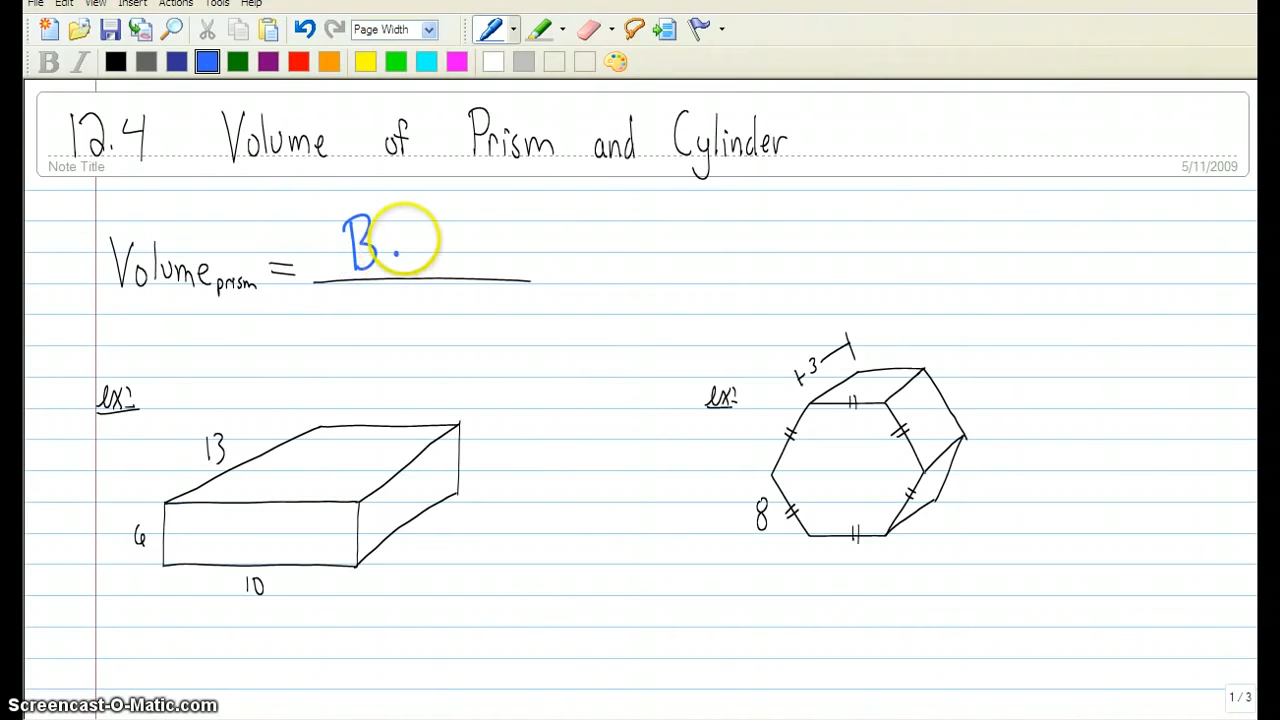 File Edit View Insert Actions Tools Help
Page Width
B I
12.4 Volume of Prism and Cylinder
Note Title
5/11/2009
Volume prism = B ·
ex:
ex:
13
6
10
3
8
Screencast-O-Matic.com
1 / 3